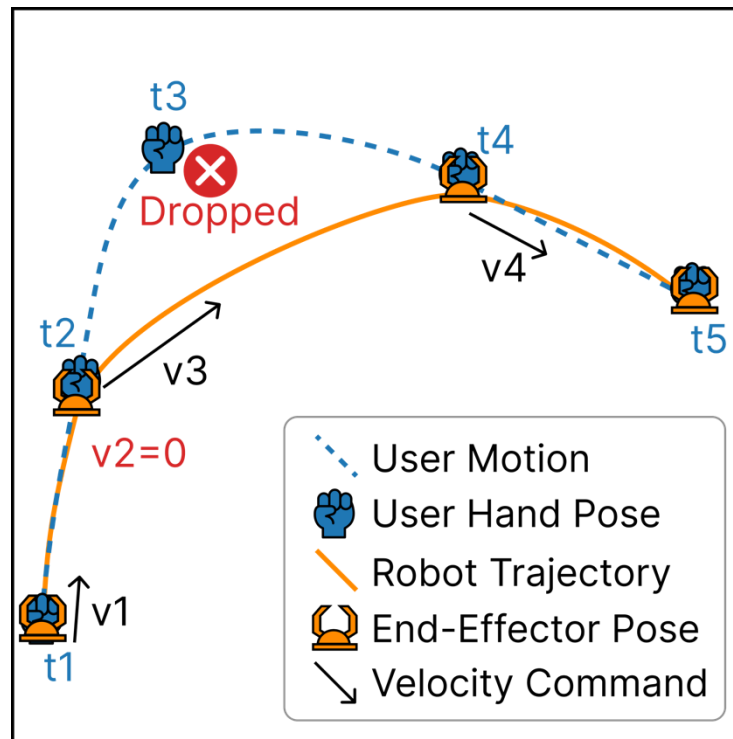 t3
Dropped
t4
v4
t5
t2
v3
v2=0
v1
t1
User Motion
User Hand Pose
Robot Trajectory
End-Effector Pose
Velocity Command